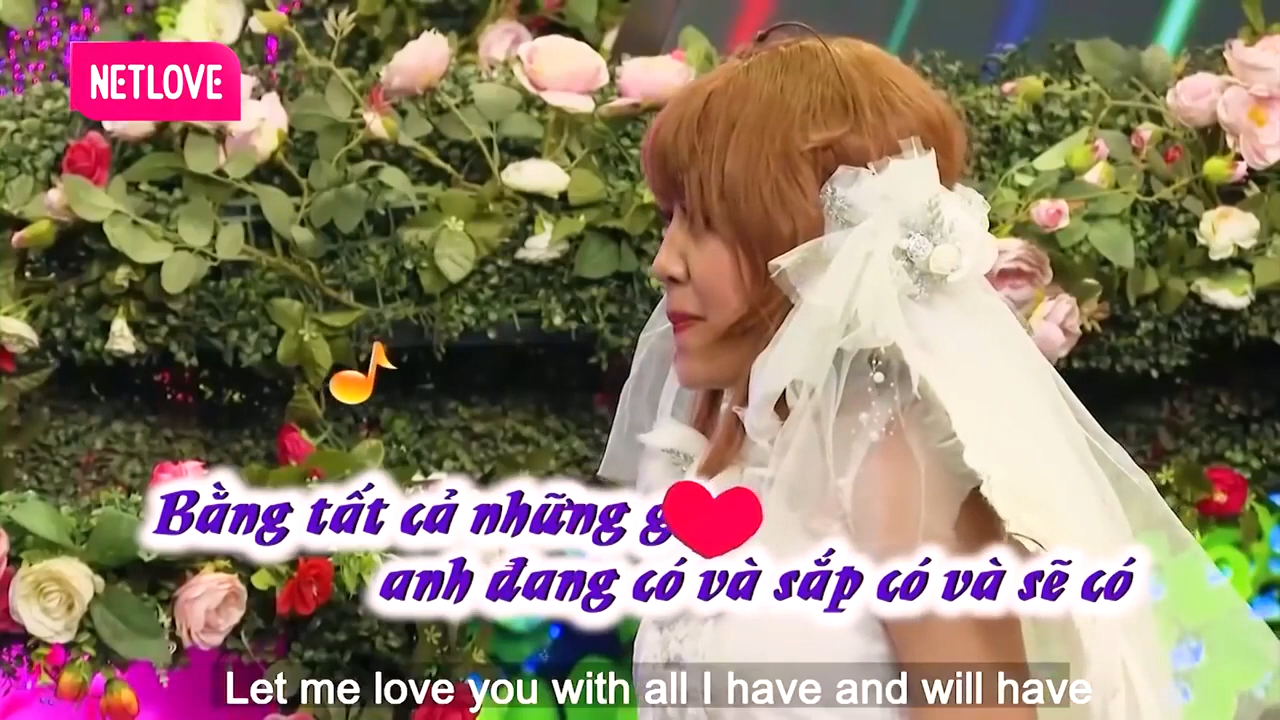 NETLOVE
Bằng tất cả những
anh đang có và sắp có và sẽ có
Let me love you with all I have and will have